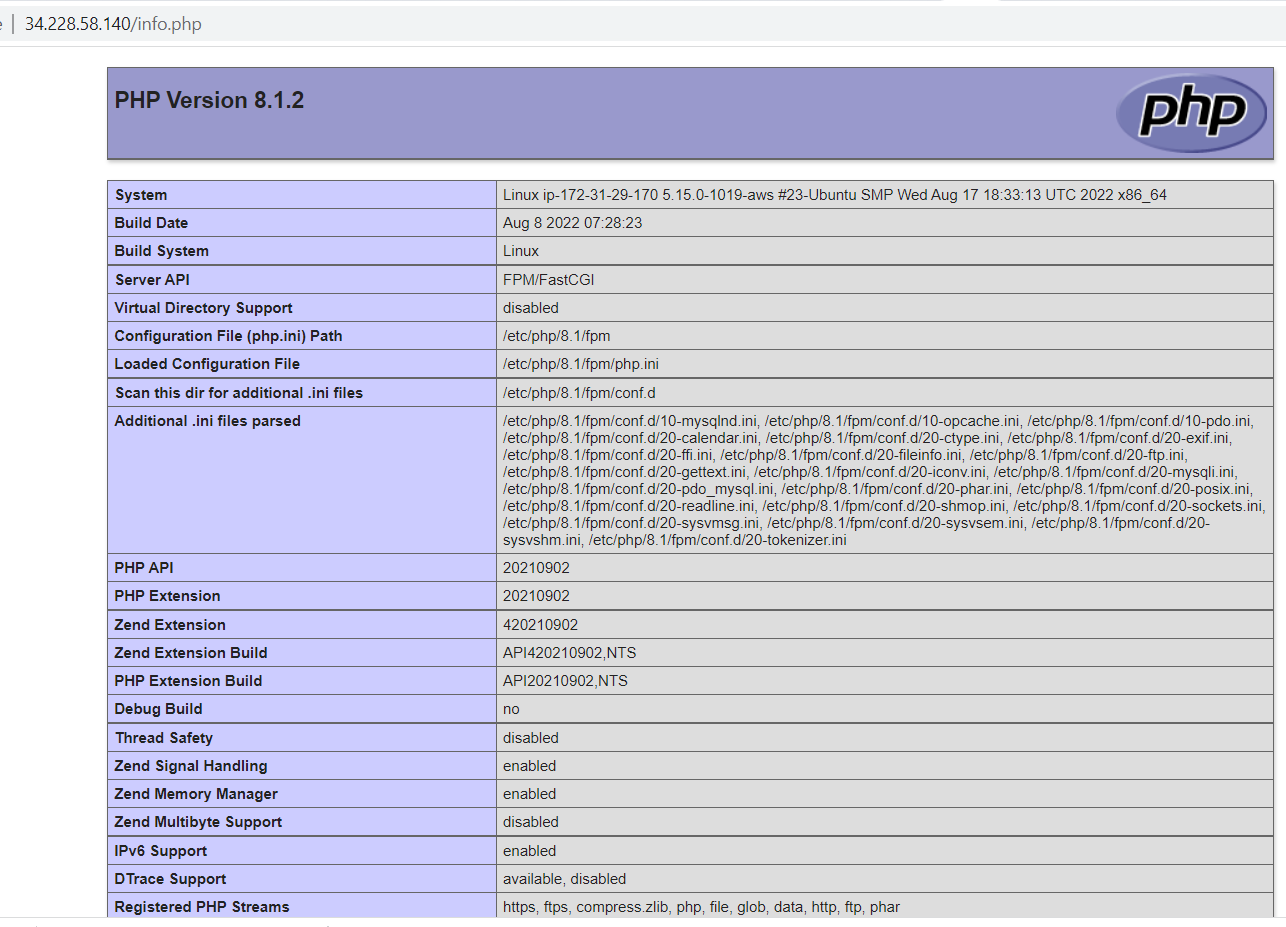 34.228.58.140/info.php
PHP Version 8.1.2
php
System Linux ip-172-31-29-170 5.15.0-1019-aws #23-Ubuntu SMP Wed Aug 17 18:33:13 UTC 2022 x86_64
Build Date Aug 8 2022 07:28:23
Build System Linux
Server API FPM/FastCGI
Virtual Directory Support disabled
Configuration File (php.ini) Path /etc/php/8.1/fpm
Loaded Configuration File /etc/php/8.1/fpm/php.ini
Scan this dir for additional .ini files /etc/php/8.1/fpm/conf.d
Additional .ini files parsed /etc/php/8.1/fpm/conf.d/10-mysqlnd.ini, /etc/php/8.1/fpm/conf.d/10-opcache.ini, /etc/php/8.1/fpm/conf.d/10-pdo.ini,
/etc/php/8.1/fpm/conf.d/20-calendar.ini, /etc/php/8.1/fpm/conf.d/20-ctype.ini, /etc/php/8.1/fpm/conf.d/20-exif.ini,
/etc/php/8.1/fpm/conf.d/20-ffi.ini, /etc/php/8.1/fpm/conf.d/20-fileinfo.ini, /etc/php/8.1/fpm/conf.d/20-ftp.ini,
/etc/php/8.1/fpm/conf.d/20-gettext.ini, /etc/php/8.1/fpm/conf.d/20-iconv.ini, /etc/php/8.1/fpm/conf.d/20-mysqli.ini,
/etc/php/8.1/fpm/conf.d/20-pdo_mysql.ini, /etc/php/8.1/fpm/conf.d/20-phar.ini, /etc/php/8.1/fpm/conf.d/20-posix.ini,
/etc/php/8.1/fpm/conf.d/20-readline.ini, /etc/php/8.1/fpm/conf.d/20-shmop.ini, /etc/php/8.1/fpm/conf.d/20-sockets.ini,
/etc/php/8.1/fpm/conf.d/20-sysvmsg.ini, /etc/php/8.1/fpm/conf.d/20-sysvsem.ini, /etc/php/8.1/fpm/conf.d/20-
sysvshm.ini, /etc/php/8.1/fpm/conf.d/20-tokenizer.ini
PHP API 20210902
PHP Extension 20210902
Zend Extension 420210902
Zend Extension Build API420210902,NTS
PHP Extension Build API20210902,NTS
Debug Build no
Thread Safety disabled
Zend Signal Handling enabled
Zend Memory Manager enabled
Zend Multibyte Support disabled
IPv6 Support enabled
DTrace Support available, disabled
Registered PHP Streams https, ftps, compress.zlib, php, file, glob, data, http, ftp, phar